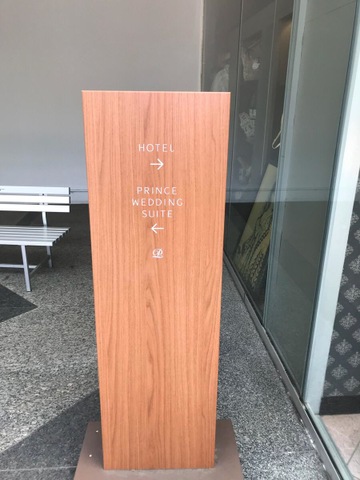 HOTEL
→
PRINCE
WEDDING
SUITE
←